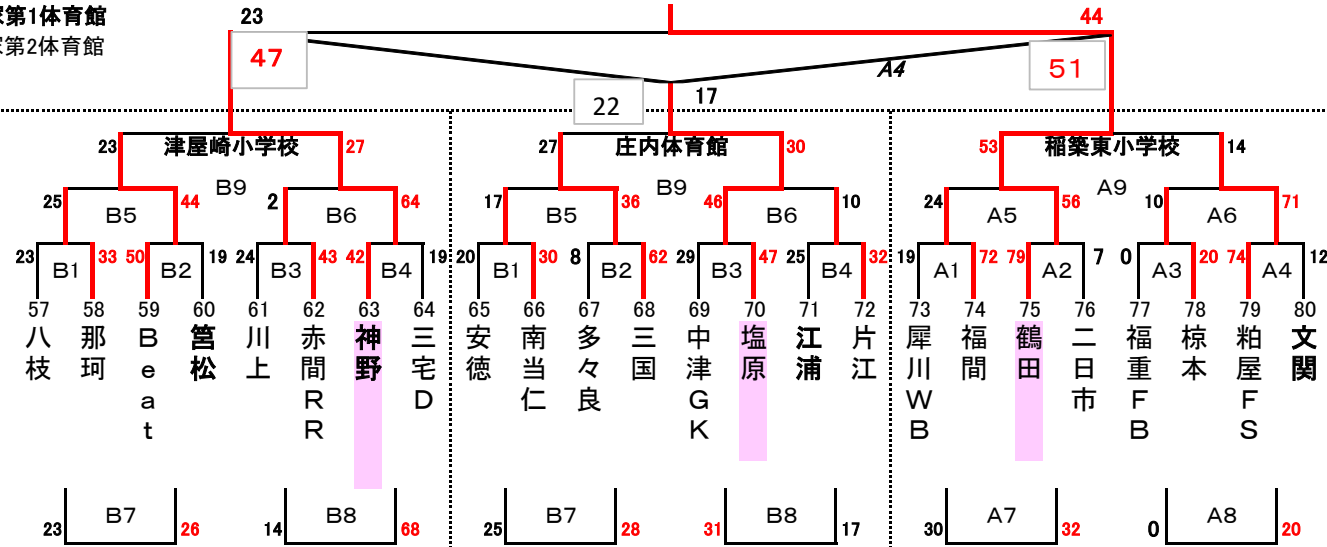 家第1体育館
家第2体育館
23 44
47 51
A4
22 17
津屋崎小学校 庄内体育館 稲築東小学校
23 27 27 30 53 14
B9 B9 A9
25 44 2 64 17 36 46 10 24 56 10 71
B5 B6 B5 B6 A5 A6
23 33 50 19 24 43 42 19 20 30 8 62 29 47 25 32 19 72 79 7 0 20 74 12
B1 B2 B3 B4 B1 B2 B3 B4 A1 A2 A3 A4
57 58 59 60 61 62 63 64 65 66 67 68 69 70 71 72 73 74 75 76 77 78 79 80
八枝
那珂
Beat
筥松
川上
赤間RR
神野
三宅D
安徳
南当仁
多々良
三国
中津GK
塩原
江浦
片江
犀川WB
福間
鶴田
二日市
福重FB
椋本
粕屋FS
文関
B7 B8 B7 B8 A7 A8
23 26 14 68 25 28 31 17 30 32 0 20